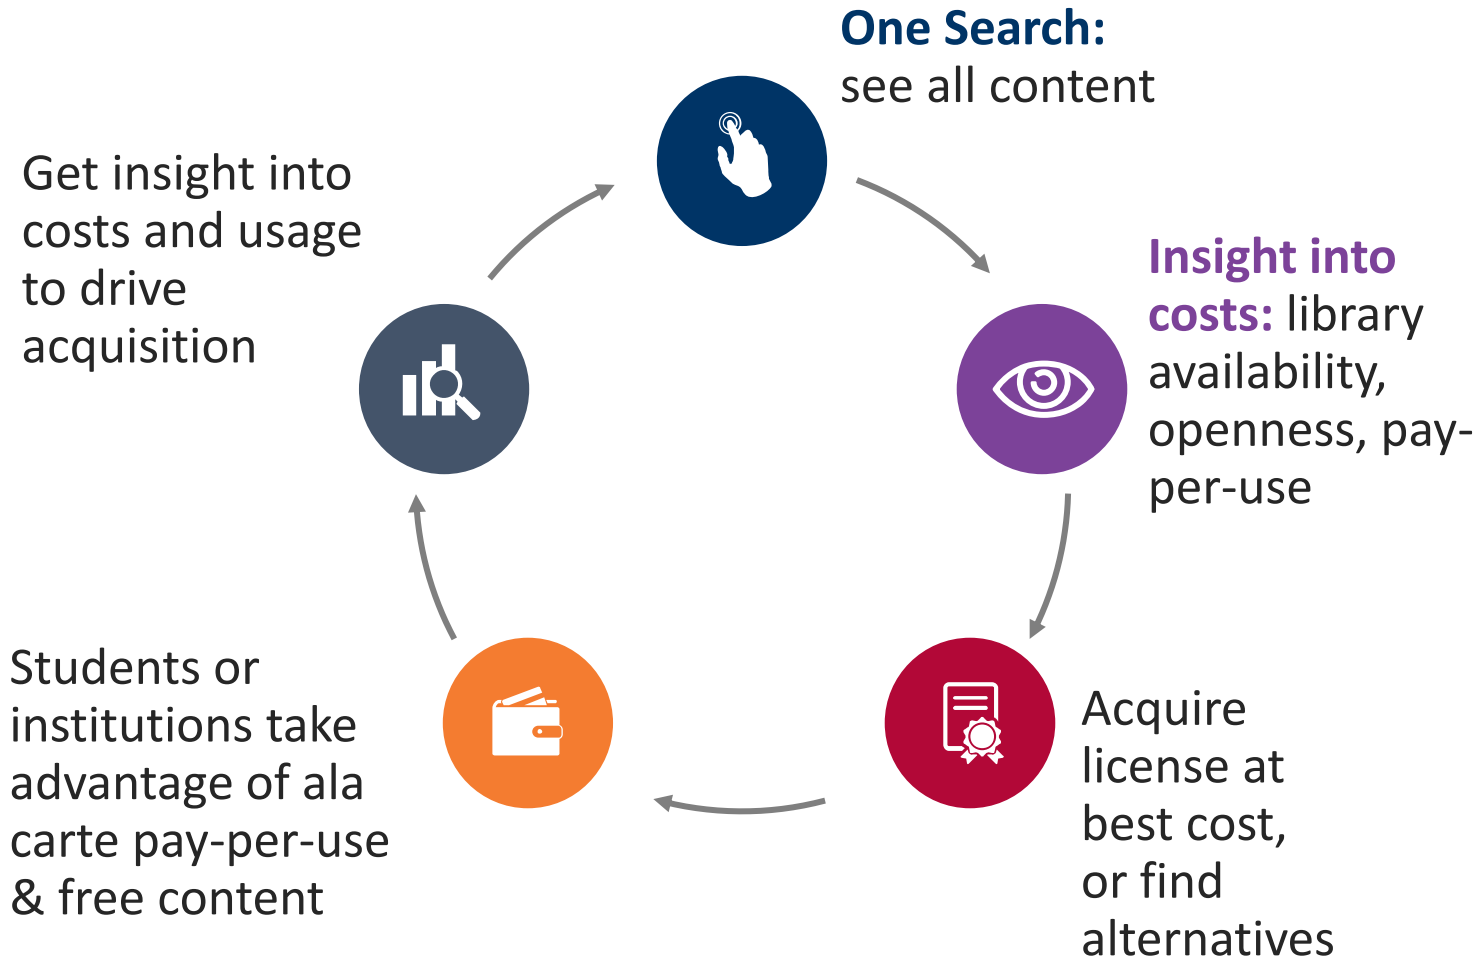 One Search:
see all content
Insight into
costs: library
availability,
openness, pay-
per-use
Acquire
license at
best cost,
or find
alternatives
Students or
institutions take
advantage of ala
carte pay-per-use
& free content
Get insight into
costs and usage
to drive
acquisition